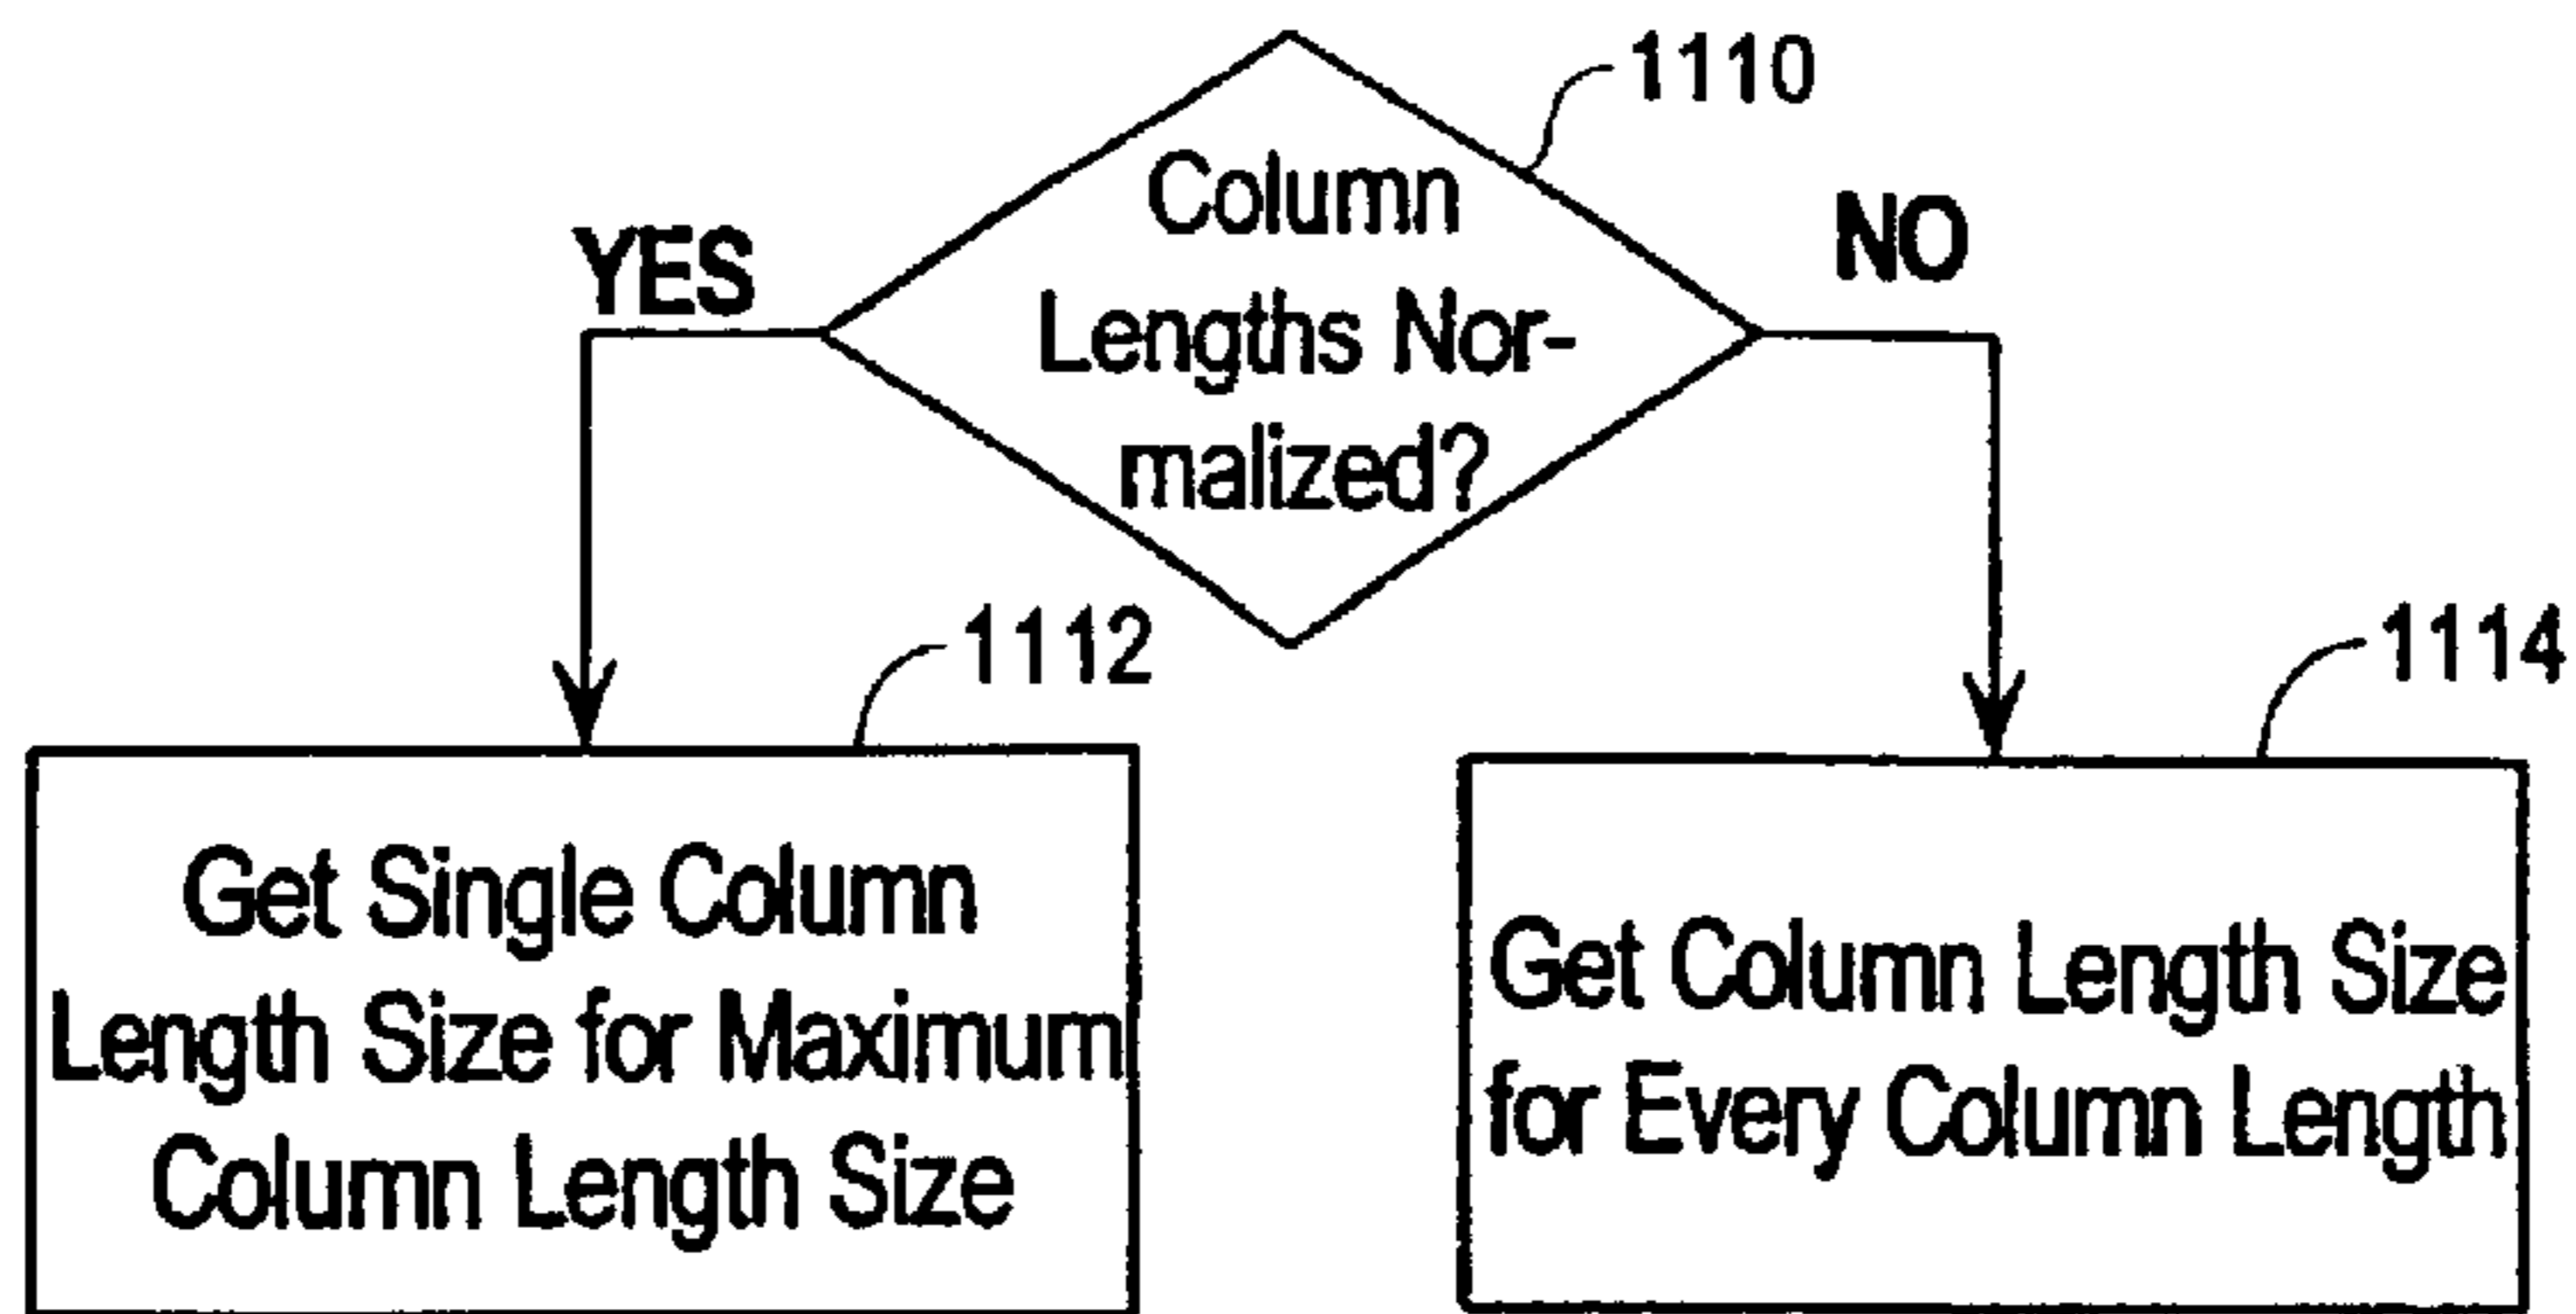 1110
Column
Lengths Nor-
malized?
YES
NO
1112
Get Single Column
Length Size for Maximum
Column Length Size
1114
Get Column Length Size
for Every Column Length